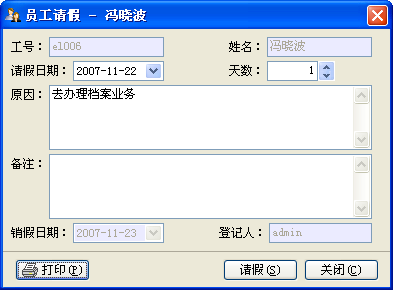 员工请假 - 冯晓波
工号： el006 姓名： 冯晓波
请假日期： 2007-11-22 天数： 1
原因： 去办理档案业务
备注：
销假日期： 2007-11-23 登记人： admin
打印(P) 请假(S) 关闭(C)